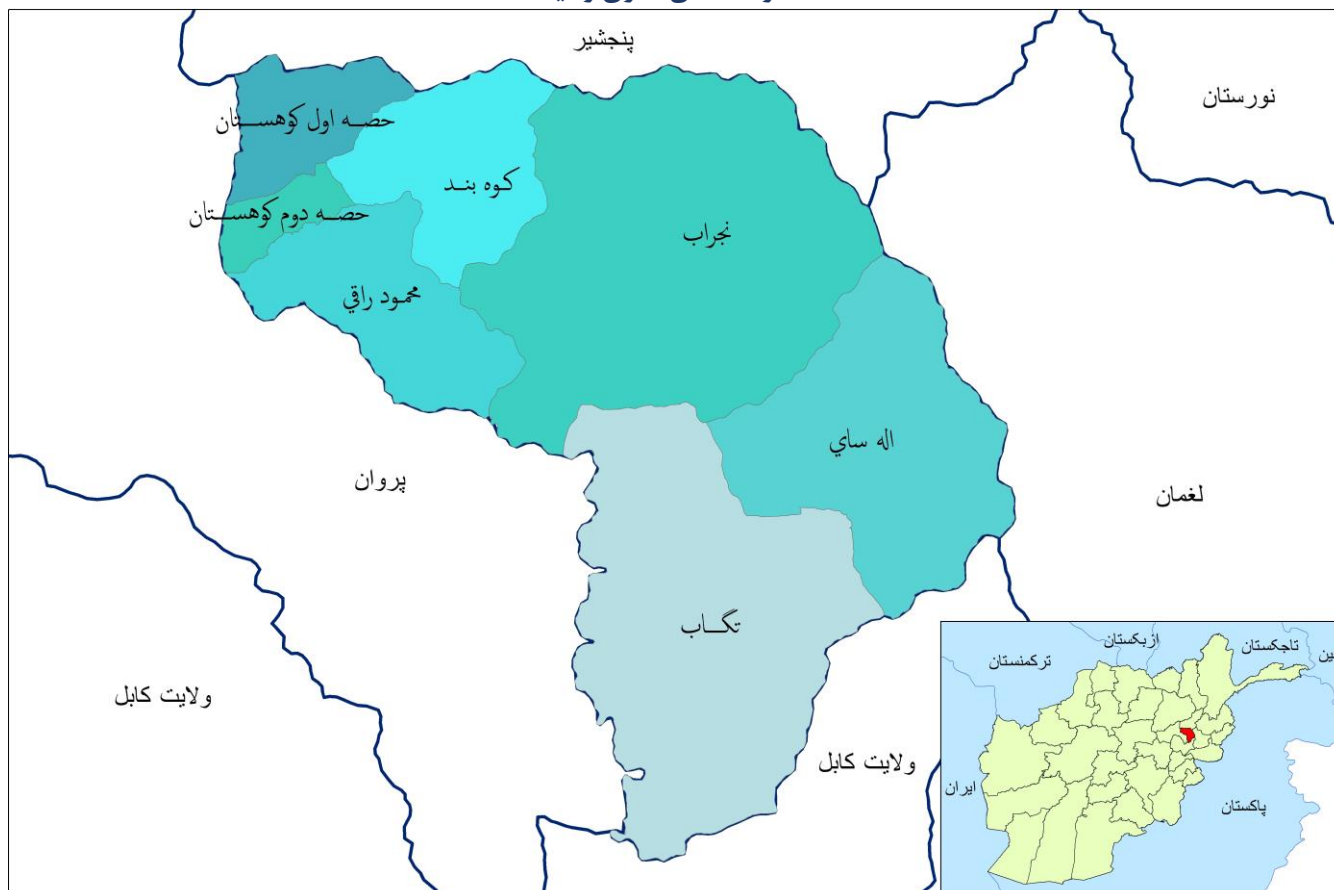 پنجشیر
نورستان
حصه اول کوهستان
کوه بند
حصه دوم کوهستان
نجراب
محمود راقي
اله ساي
پروان
لغمان
تگاب
ولایت کابل
ولایت کابل
ازبکستان
تاجکستان
ترکمنستان
ایران
پاکستان